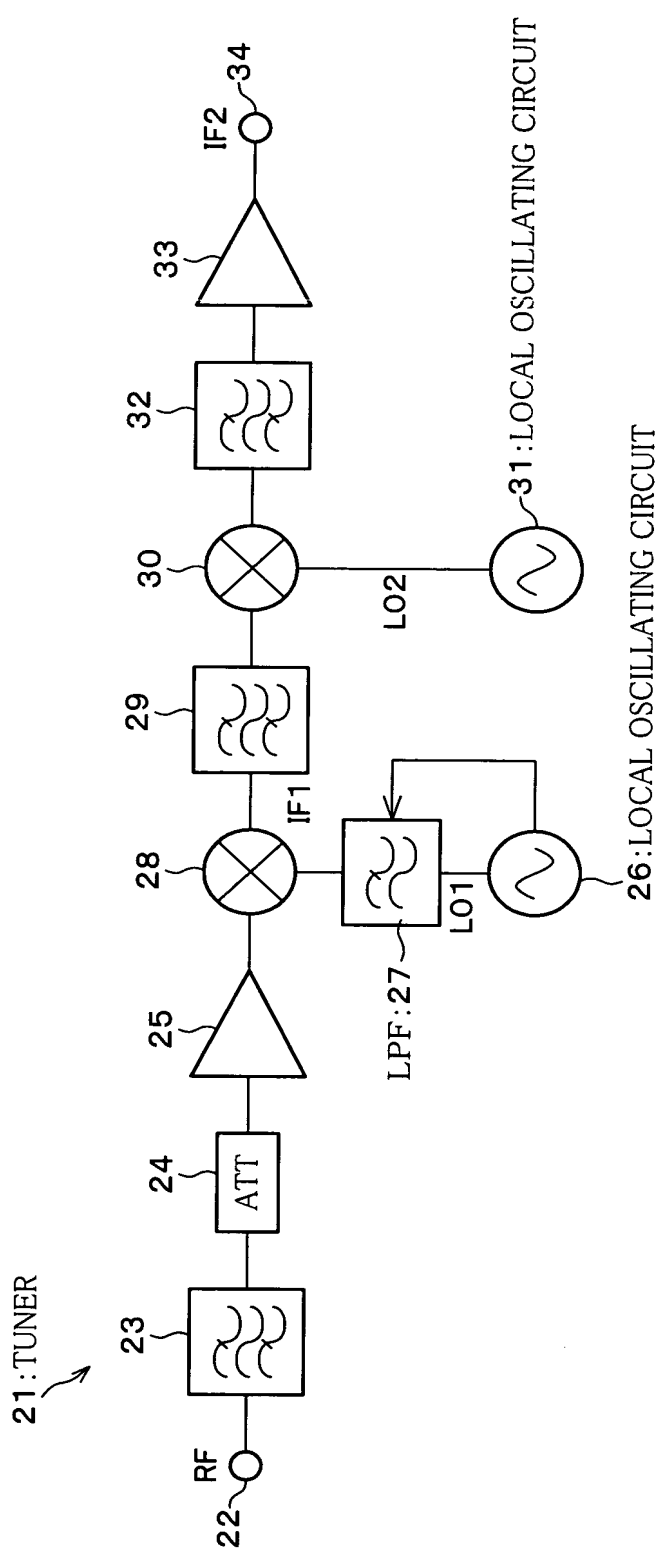 21:TUNER
RF
22
23
24
ATT
25
28
IF1
LPF:27
LO1
26:LOCAL OSCILLATING CIRCUIT
29
30
LO2
31:LOCAL OSCILLATING CIRCUIT
32
33
IF2
34